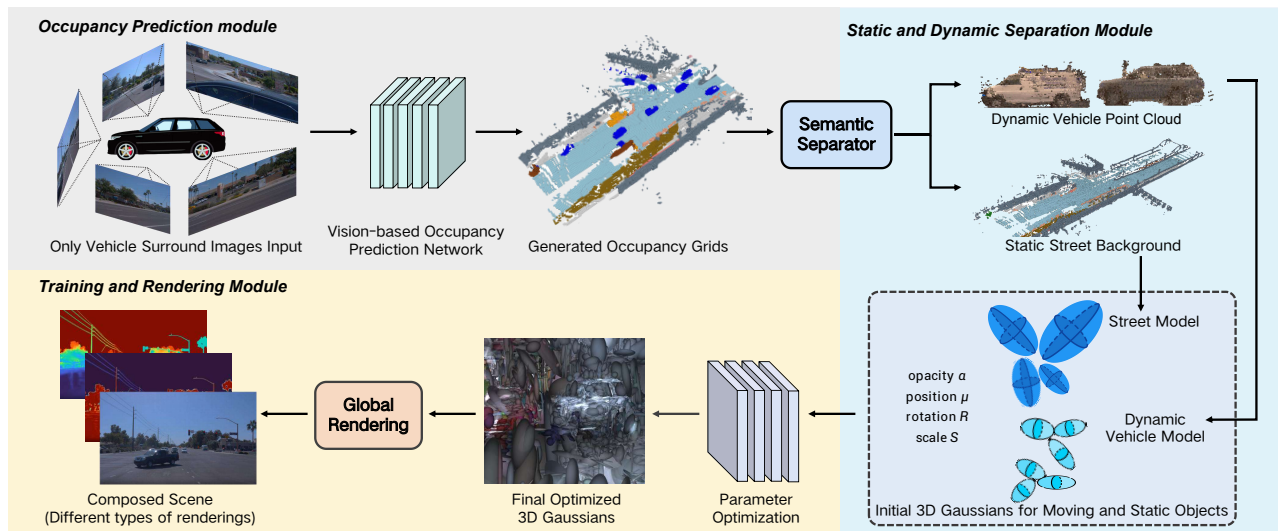 Occupancy Prediction module
Only Vehicle Surround Images Input
Vision-based Occupancy
Prediction Network
Generated Occupancy Grids
Static and Dynamic Separation Module
Semantic
Separator
Dynamic Vehicle Point Cloud
Static Street Background
Street Model
opacity α
position μ
rotation R
scale S
Dynamic
Vehicle Model
Initial 3D Gaussians for Moving and Static Objects
Training and Rendering Module
Composed Scene
(Different types of renderings)
Global
Rendering
Final Optimized
3D Gaussians
Parameter
Optimization